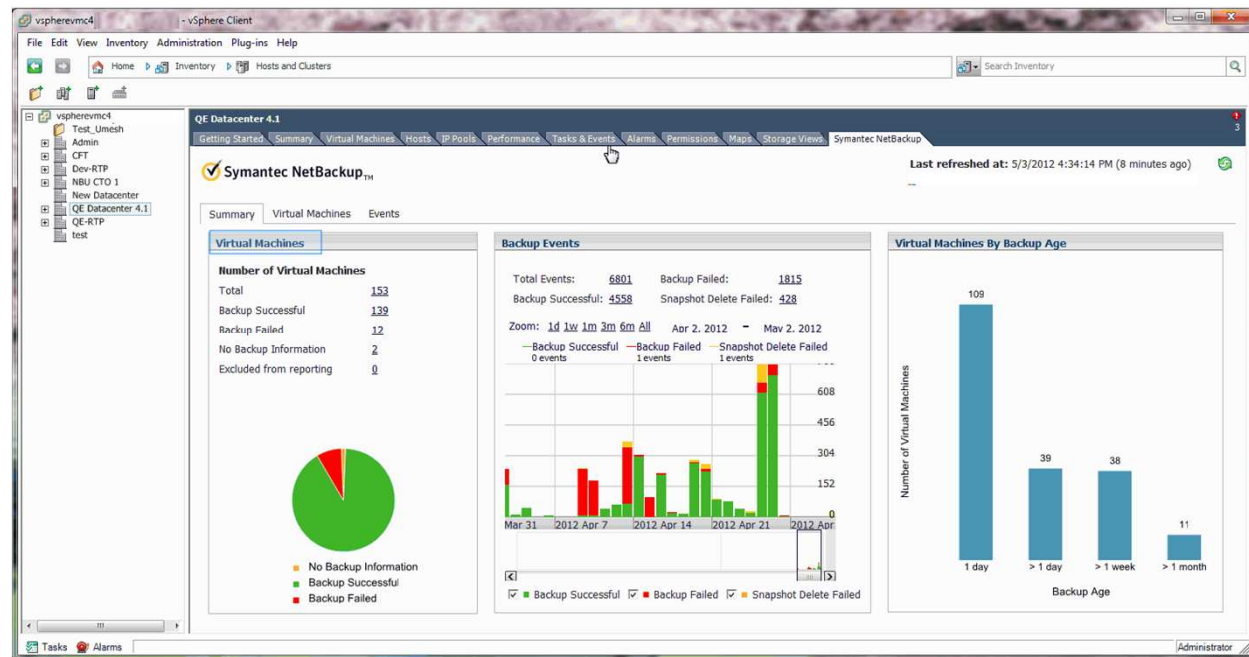 vspherevmc4 - vSphere Client
File Edit View Inventory Administration Plug-ins Help
Home Inventory Hosts and Clusters
Search Inventory
vspherevmc4
Test_Umesh
Admin
CFT
Dev-RTP
NBU CTO 1
New Datacenter
QE Datacenter 4.1
QE-RTP
test
QE Datacenter 4.1
3
Getting Started Summary Virtual Machines Hosts IP Pools Performance Tasks & Events Alarms Permissions Maps Storage Views Symantec NetBackup
Symantec NetBackup TM
Last refreshed at: 5/3/2012 4:34:14 PM (8 minutes ago)
--
Summary Virtual Machines Events
Virtual Machines
Number of Virtual Machines
Total 153
Backup Successful 139
Backup Failed 12
No Backup Information 2
Excluded from reporting 0
No Backup Information
Backup Successful
Backup Failed
Backup Events
Total Events: 6801 Backup Failed: 1815
Backup Successful: 4558 Snapshot Delete Failed: 428
Zoom: 1d 1w 1m 3m 6m All Apr 2, 2012 - May 2, 2012
Backup Successful Backup Failed Snapshot Delete Failed
0 events 1 events 1 events
608
456
304
152
0
Mar 31 2012 Apr 7 2012 Apr 14 2012 Apr 21 2012 Apr
Backup Successful Backup Failed Snapshot Delete Failed
Virtual Machines By Backup Age
Number of Virtual Machines
109
39
38
11
1 day > 1 day > 1 week > 1 month
Backup Age
Tasks Alarms
Administrator